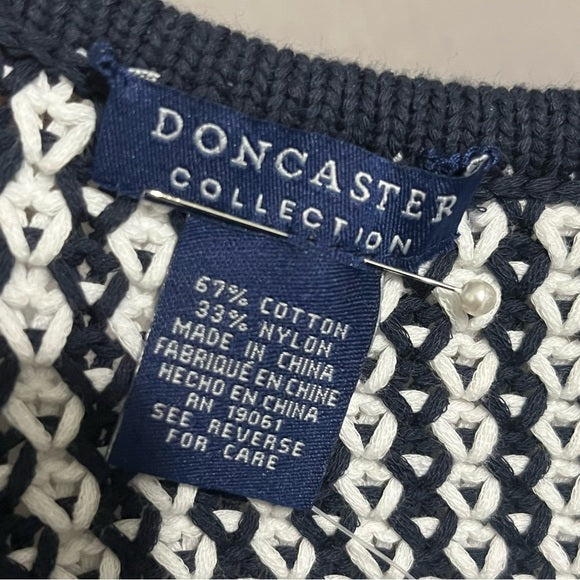 DONCASTER
COLLECTION
67% COTTON
33% NYLON
MADE IN CHINA
FABRIQUÉ EN CHINE
HECHO EN CHINA
RN 19061
SEE REVERSE
FOR CARE